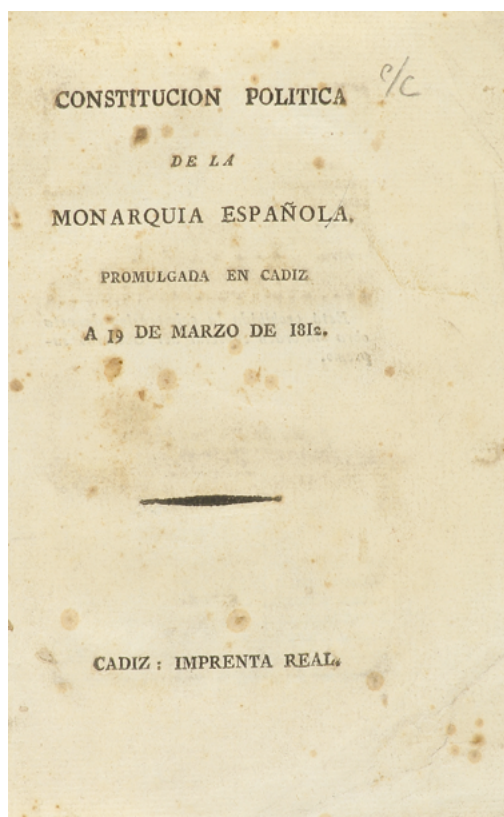 c/c
CONSTITUCION POLITICA
DE LA
MONARQUIA ESPAÑOLA.
PROMULGADA EN CADIZ
A 19 DE MARZO DE 1812.
CADIZ: IMPRENTA REAL.